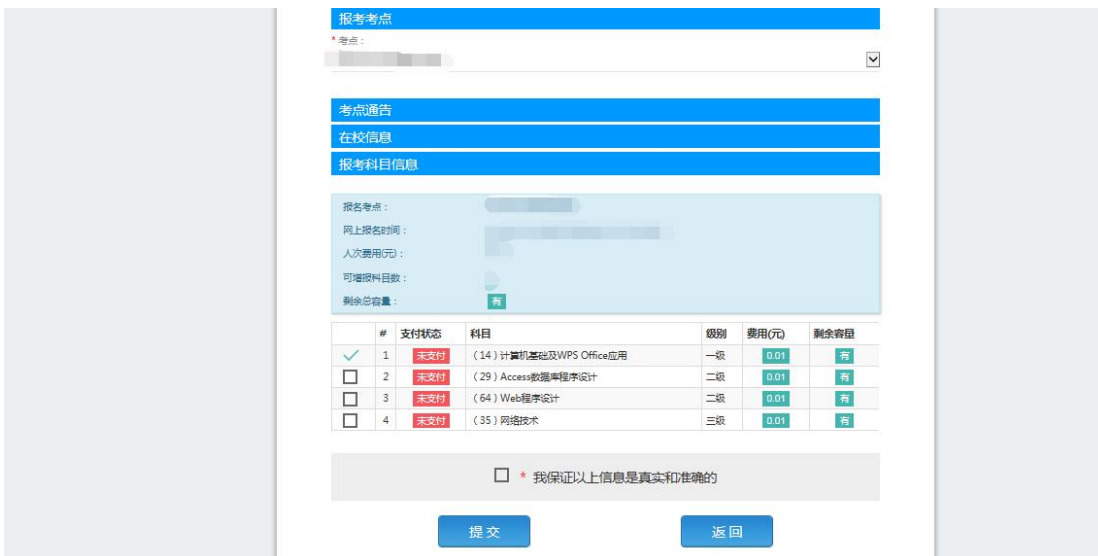 报考考点
* 考点：
考点通告
在校信息
报考科目信息
报名考点：
网上报名时间：
人次费用(元)：
可增报科目数：
剩余总容量： 有
# 支付状态 科目 级别 费用(元) 剩余容量
1 未支付 （14）计算机基础及WPS Office应用 一级 0.01 有
2 未支付 （29）Access数据库程序设计 二级 0.01 有
3 未支付 （64）Web程序设计 二级 0.01 有
4 未支付 （35）网络技术 三级 0.01 有
* 我保证以上信息是真实和准确的
提交 返回